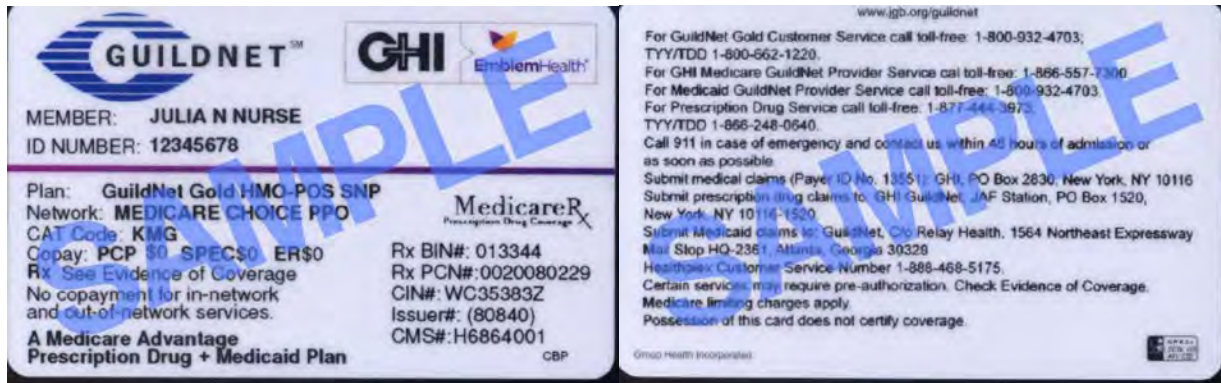 GUILDNET℠
GHI
EmblemHealth®
MEMBER: JULIA N NURSE
ID NUMBER: 12345678
Plan: GuildNet Gold HMO-POS SNP
Network: MEDICARE CHOICE PPO
CAT Code: KMG
Copay: PCP $0 SPEC$0 ER$0
Rx See Evidence of Coverage
No copayment for in-network
and out-of-network services.
A Medicare Advantage
Prescription Drug + Medicaid Plan
MedicareRx
Prescription Drug Coverage
Rx BIN#: 013344
Rx PCN#:0020080229
CIN#: WC35383Z
Issuer#: (80840)
CMS#:H6864001
CBP
SAMPLE
www.jgb.org/guildnet
For GuildNet Gold Customer Service call toll-free: 1-800-932-4703;
TYY/TDD 1-800-662-1220.
For GHI Medicare GuildNet Provider Service cal toll-free: 1-866-557-7300
For Medicaid GuildNet Provider Service call toll-free: 1-800-932-4703
For Prescription Drug Service call toll-free: 1-877-444-3973
TYY/TDD 1-866-248-0640.
Call 911 in case of emergency and contact us within 48 hours of admission or
as soon as possible
Submit medical claims (Payer ID No. 13551): GHI, PO Box 2830, New York, NY 10116
Submit prescription drug claims to: GHI GuildNet, JAF Station, PO Box 1520,
New York, NY 10116-1520
Submit Medicaid claims to: GuildNet, C/o Relay Health, 1564 Northeast Expressway
Mail Stop HQ-2361, Atlanta, Georgia 30329
Healthplex Customer Service Number 1-888-468-5175.
Certain services may require pre-authorization. Check Evidence of Coverage.
Medicare limiting charges apply.
Possession of this card does not certify coverage.
Group Health Incorporated
SAMPLE